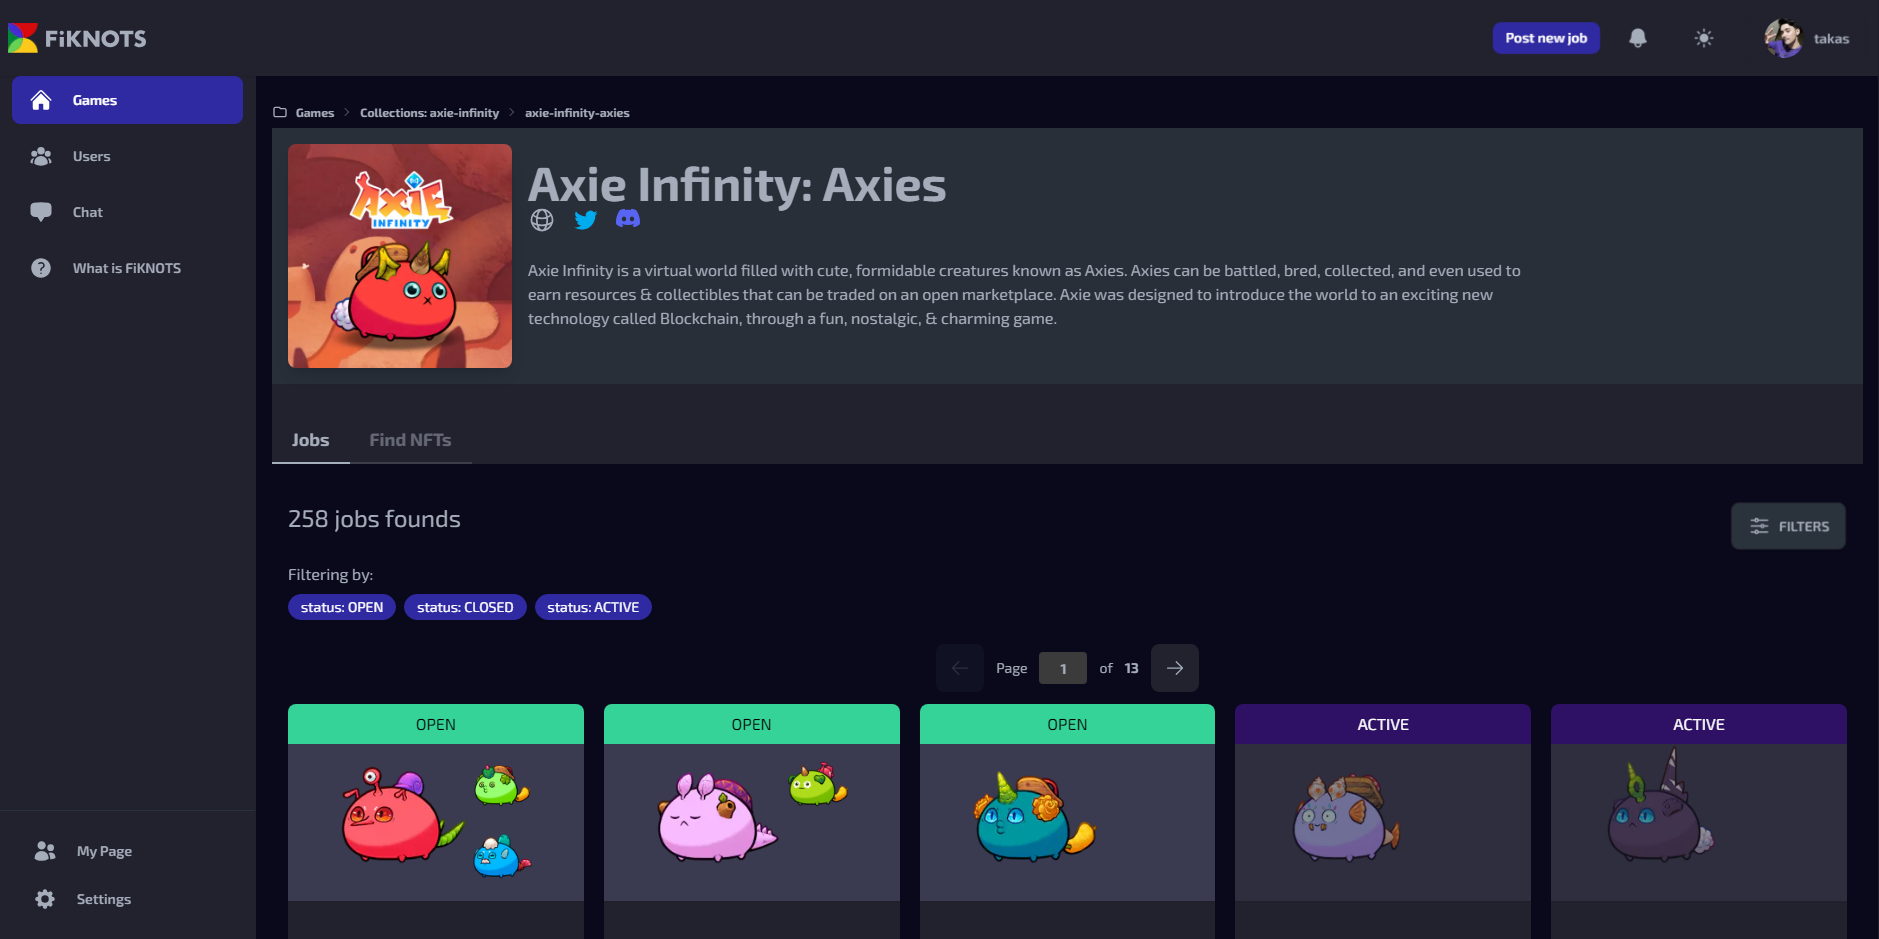 FiKNOTS
Post new job
takas
Games
Users
Chat
What is FiKNOTS
My Page
Settings
Games > Collections: axie-infinity > axie-infinity-axies
AXIE
INFINITY
Axie Infinity: Axies
Axie Infinity is a virtual world filled with cute, formidable creatures known as Axies. Axies can be battled, bred, collected, and even used to
earn resources & collectibles that can be traded on an open marketplace. Axie was designed to introduce the world to an exciting new
technology called Blockchain, through a fun, nostalgic, & charming game.
Jobs Find NFTs
258 jobs founds
FILTERS
Filtering by:
status: OPEN status: CLOSED status: ACTIVE
Page 1 of 13
OPEN OPEN OPEN ACTIVE ACTIVE